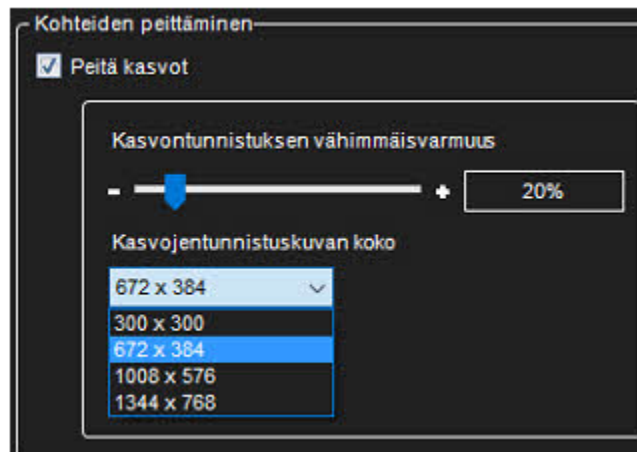 Kohteiden peittäminen
Peitä kasvot
Kasvontunnistuksen vähimmäisvarmuus
- + 20%
Kasvojentunnistuskuvan koko
672 x 384
300 x 300
672 x 384
1008 x 576
1344 x 768